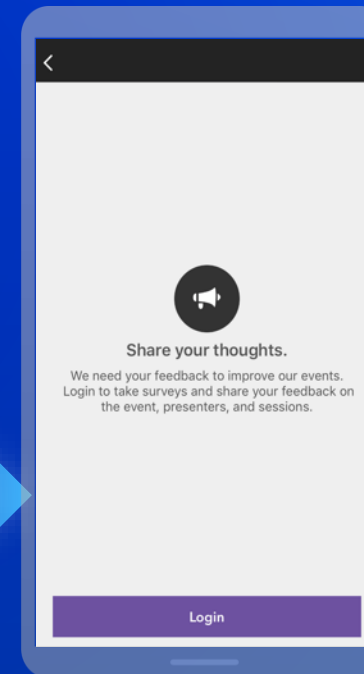 Share your thoughts.
We need your feedback to improve our events.
Login to take surveys and share your feedback on
the event, presenters, and sessions.
Login